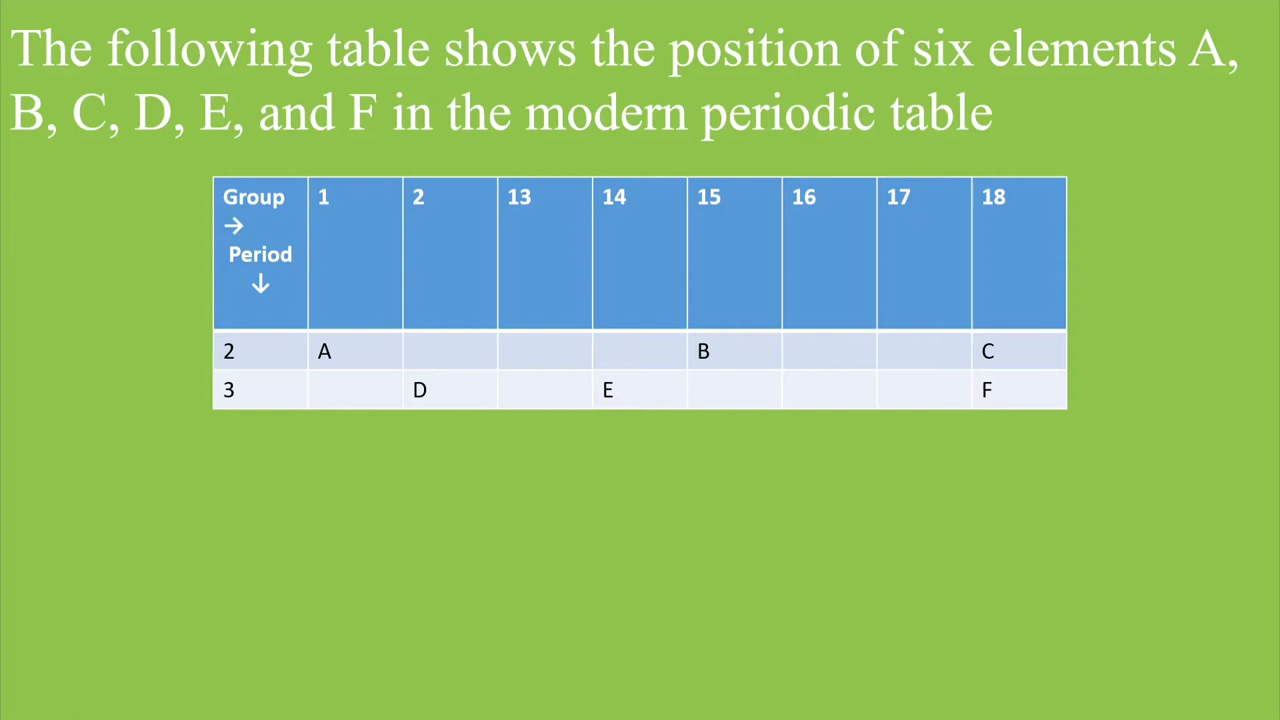 The following table shows the position of six elements A,
B, C, D, E, and F in the modern periodic table
Group 1 2 13 14 15 16 17 18
→
Period
↓
2 A B C
3 D E F